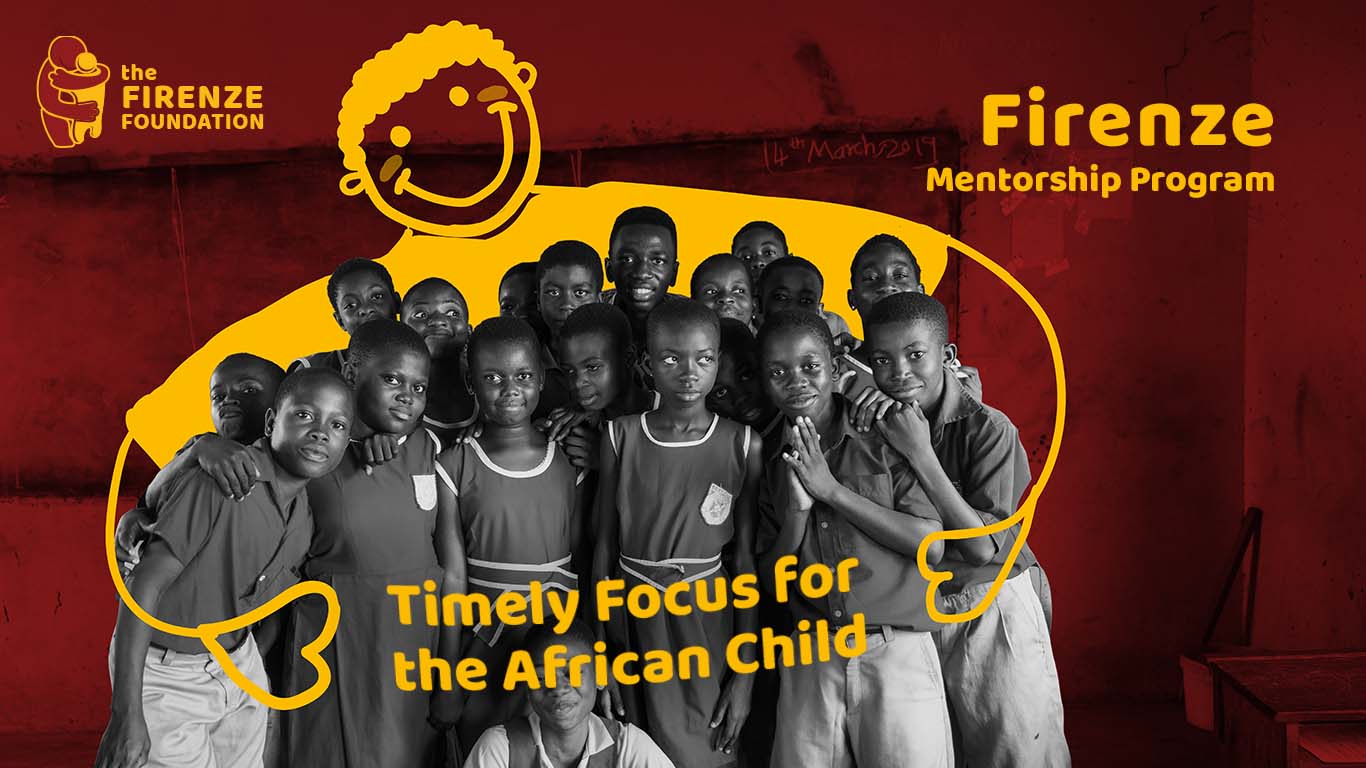 the
FIRENZE
FOUNDATION
Firenze
Mentorship Program
14th March, 2019
Timely Focus for
the African Child